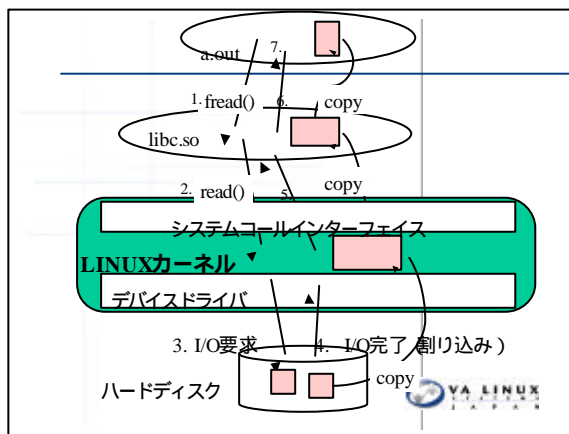 a.out
7.
1. fread()
6.
copy
libc.so
2. read()
5.
copy
システムコールインターフェイス
LINUXカーネル
デバイスドライバ
3. I/O要求
4. I/O完了(割り込み)
ハードディスク
copy
VA LINUX
SYSTEMS
JAPAN